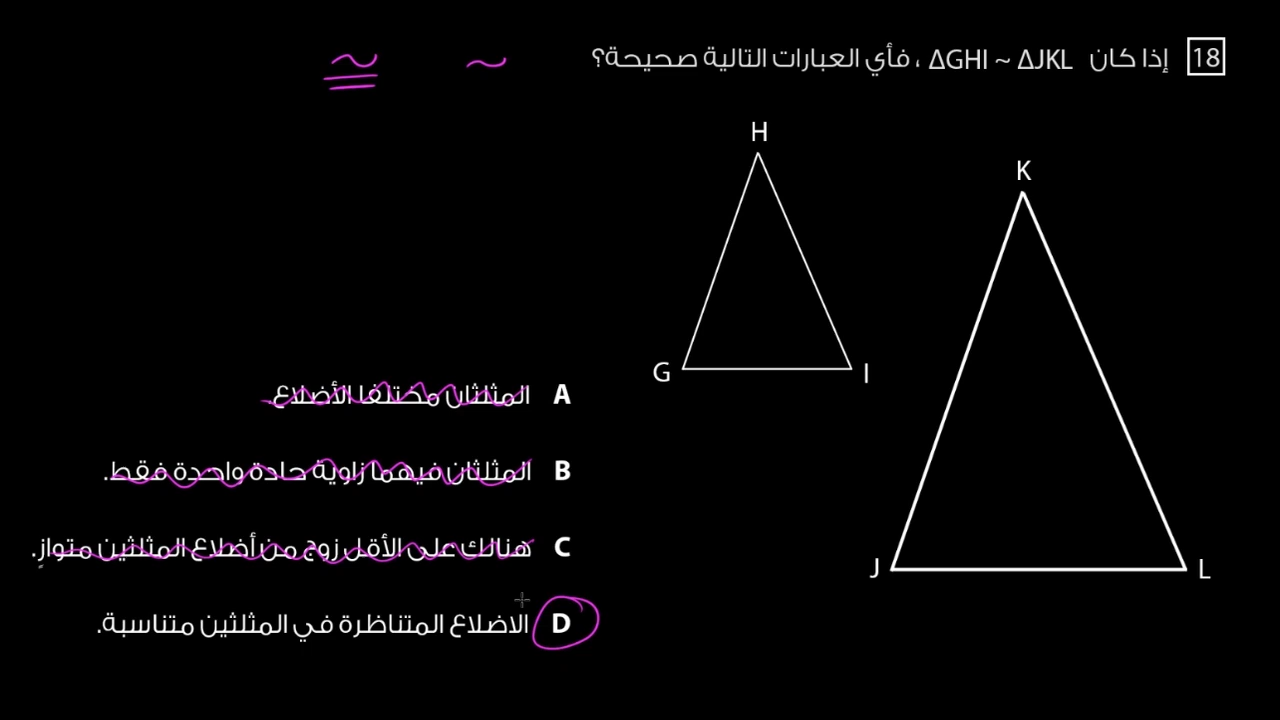 18 إذا كان ΔGHI ~ ΔJKL ، فأي العبارات التالية صحيحة؟
≅ ~
H
K
G
I
J
L
A المثلثان مختلفا الأضلاع.
B المثلثان فيهما زاوية حادة واحدة فقط.
C هنالك على الأقل زوج من أضلاع المثلثين متوازٍ.
D الاضلاع المتناظرة في المثلثين متناسبة.